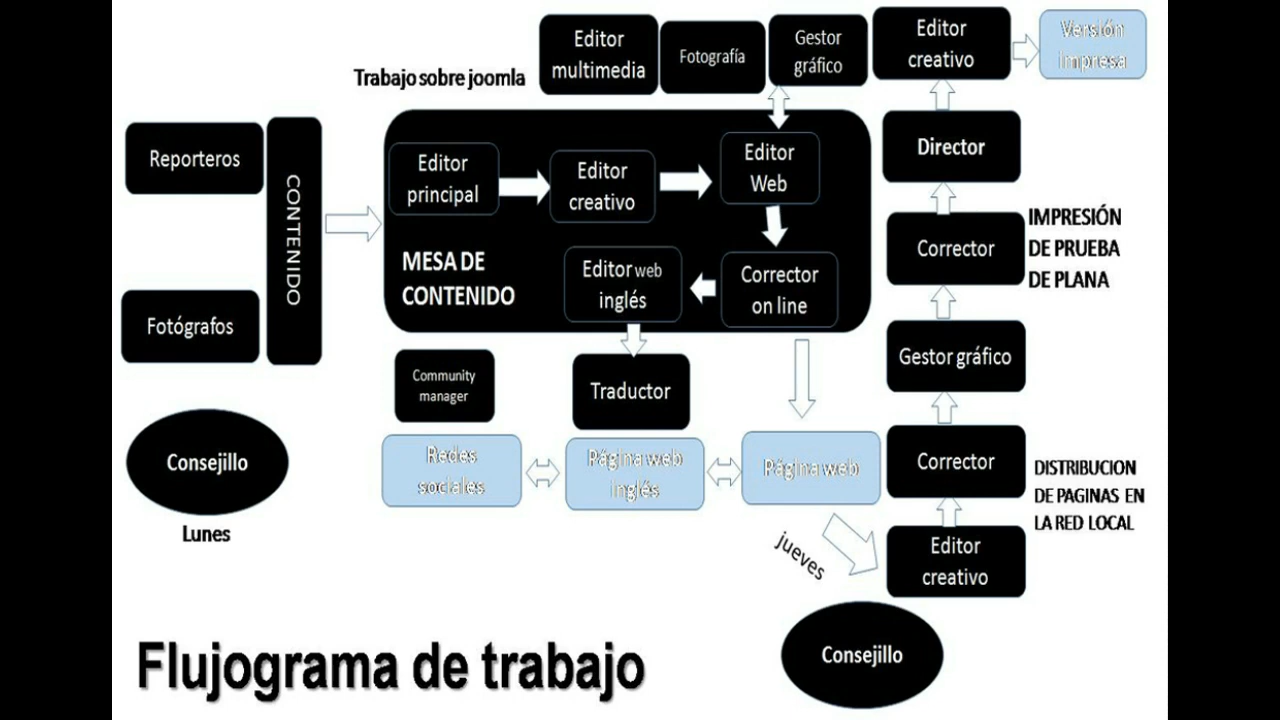 Editor
multimedia
Fotografía
Gestor
gráfico
Editor
creativo
Versión
impresa
Trabajo sobre joomla
Reporteros
CONTENIDO
Fotógrafos
Editor
principal
Editor
creativo
Editor
Web
MESA DE
CONTENIDO
Editor web
inglés
Corrector
on line
Director
Corrector
IMPRESIÓN
DE PRUEBA
DE PLANA
Gestor gráfico
Community
manager
Traductor
Consejillo
Lunes
Redes
sociales
Página web
inglés
Página web
Corrector
DISTRIBUCION
DE PAGINAS EN
LA RED LOCAL
jueves
Editor
creativo
Consejillo
Flujograma de trabajo